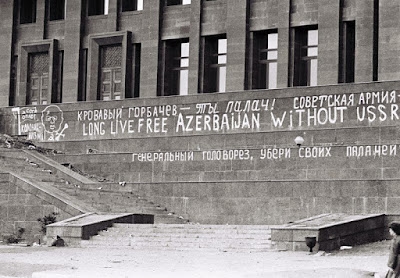 КРОВАВЫЙ ГОРБАЧЕВ — ТЫ ПАЛАЧ! СОВЕТСКАЯ АРМИЯ-
LONG LIVE FREE AZERBAIJAN WITHOUT USSR
ГЕНЕРАЛЬНЫЙ ГОЛОВОРЕЗ, УБЕРИ СВОИХ ПАЛАЧЕЙ